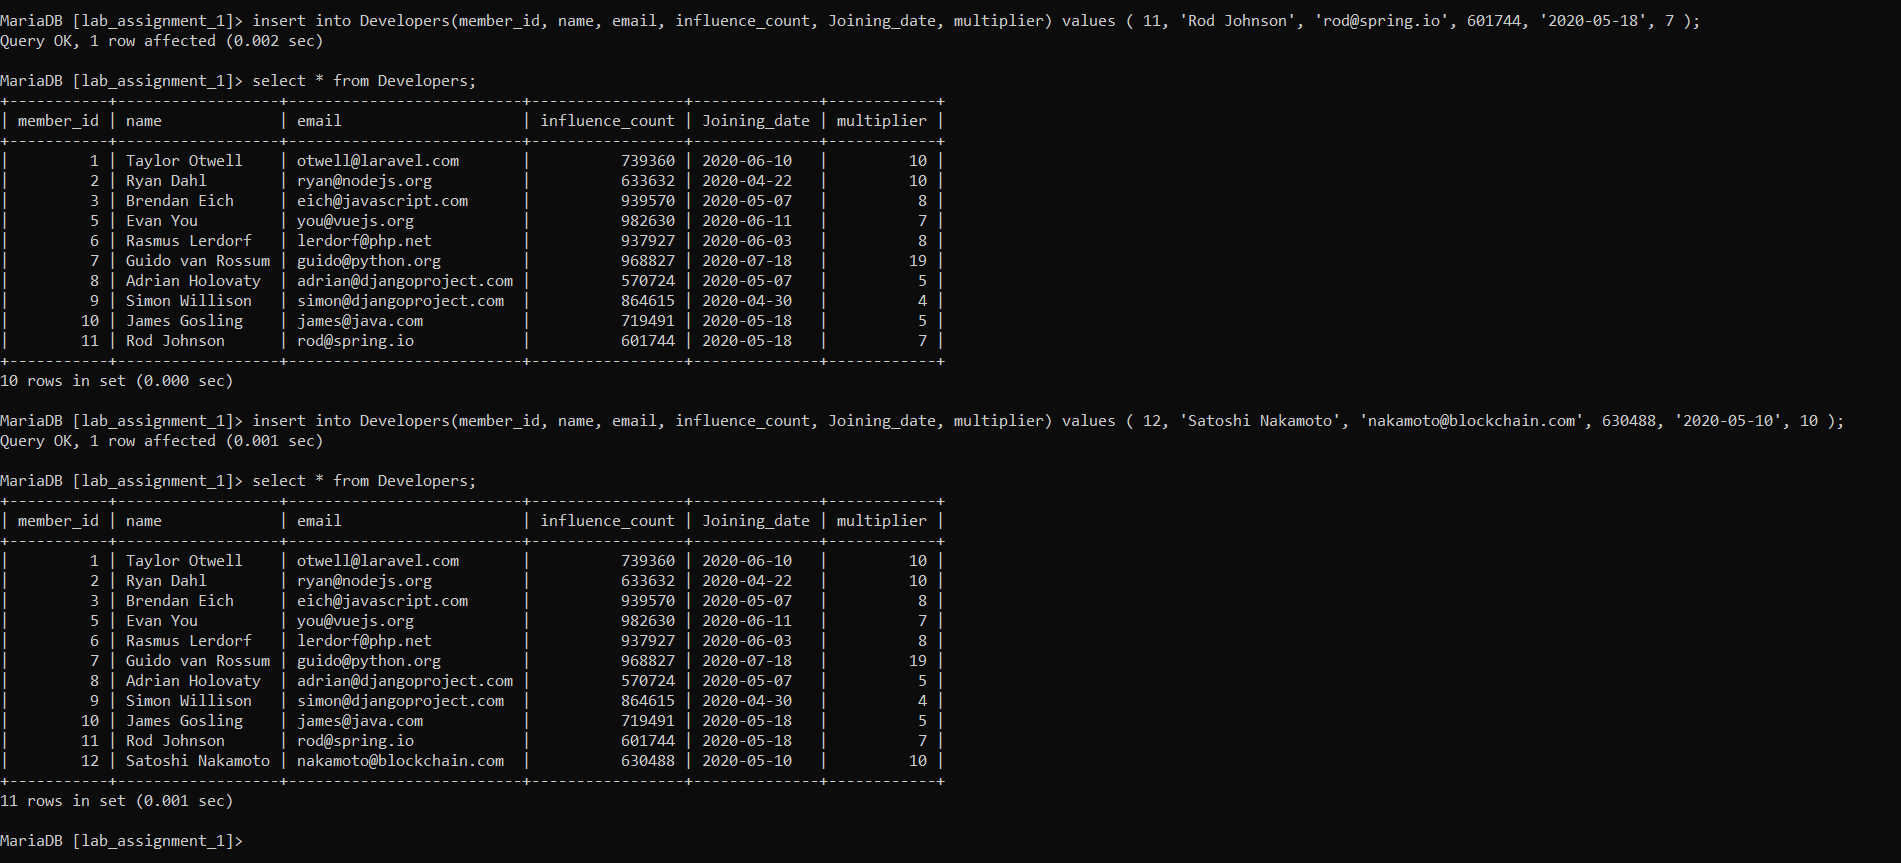 MariaDB [lab_assignment_1]> insert into Developers(member_id, name, email, influence_count, Joining_date, multiplier) values ( 11, 'Rod Johnson', 'rod@spring.io', 601744, '2020-05-18', 7 );
Query OK, 1 row affected (0.002 sec)
MariaDB [lab_assignment_1]> select * from Developers;
+-----------+------------------+--------------------------+-----------------+--------------+------------+
| member_id | name             | email                    | influence_count | Joining_date | multiplier |
+-----------+------------------+--------------------------+-----------------+--------------+------------+
|         1 | Taylor Otwell    | otwell@laravel.com       |          739360 | 2020-06-10   |         10 |
|         2 | Ryan Dahl        | ryan@nodejs.org          |          633632 | 2020-04-22   |         10 |
|         3 | Brendan Eich     | eich@javascript.com      |          939570 | 2020-05-07   |          8 |
|         5 | Evan You         | you@vuejs.org            |          982630 | 2020-06-11   |          7 |
|         6 | Rasmus Lerdorf   | lerdorf@php.net          |          937927 | 2020-06-03   |          8 |
|         7 | Guido van Rossum | guido@python.org         |          968827 | 2020-07-18   |         19 |
|         8 | Adrian Holovaty  | adrian@djangoproject.com |          570724 | 2020-05-07   |          5 |
|         9 | Simon Willison   | simon@djangoproject.com  |          864615 | 2020-04-30   |          4 |
|        10 | James Gosling    | james@java.com           |          719491 | 2020-05-18   |          5 |
|        11 | Rod Johnson      | rod@spring.io            |          601744 | 2020-05-18   |          7 |
+-----------+------------------+--------------------------+-----------------+--------------+------------+
10 rows in set (0.000 sec)
MariaDB [lab_assignment_1]> insert into Developers(member_id, name, email, influence_count, Joining_date, multiplier) values ( 12, 'Satoshi Nakamoto', 'nakamoto@blockchain.com', 630488, '2020-05-10', 10 );
Query OK, 1 row affected (0.001 sec)
MariaDB [lab_assignment_1]> select * from Developers;
+-----------+------------------+--------------------------+-----------------+--------------+------------+
| member_id | name             | email                    | influence_count | Joining_date | multiplier |
+-----------+------------------+--------------------------+-----------------+--------------+------------+
|         1 | Taylor Otwell    | otwell@laravel.com       |          739360 | 2020-06-10   |         10 |
|         2 | Ryan Dahl        | ryan@nodejs.org          |          633632 | 2020-04-22   |         10 |
|         3 | Brendan Eich     | eich@javascript.com      |          939570 | 2020-05-07   |          8 |
|         5 | Evan You         | you@vuejs.org            |          982630 | 2020-06-11   |          7 |
|         6 | Rasmus Lerdorf   | lerdorf@php.net          |          937927 | 2020-06-03   |          8 |
|         7 | Guido van Rossum | guido@python.org         |          968827 | 2020-07-18   |         19 |
|         8 | Adrian Holovaty  | adrian@djangoproject.com |          570724 | 2020-05-07   |          5 |
|         9 | Simon Willison   | simon@djangoproject.com  |          864615 | 2020-04-30   |          4 |
|        10 | James Gosling    | james@java.com           |          719491 | 2020-05-18   |          5 |
|        11 | Rod Johnson      | rod@spring.io            |          601744 | 2020-05-18   |          7 |
|        12 | Satoshi Nakamoto | nakamoto@blockchain.com  |          630488 | 2020-05-10   |         10 |
+-----------+------------------+--------------------------+-----------------+--------------+------------+
11 rows in set (0.001 sec)
MariaDB [lab_assignment_1]>